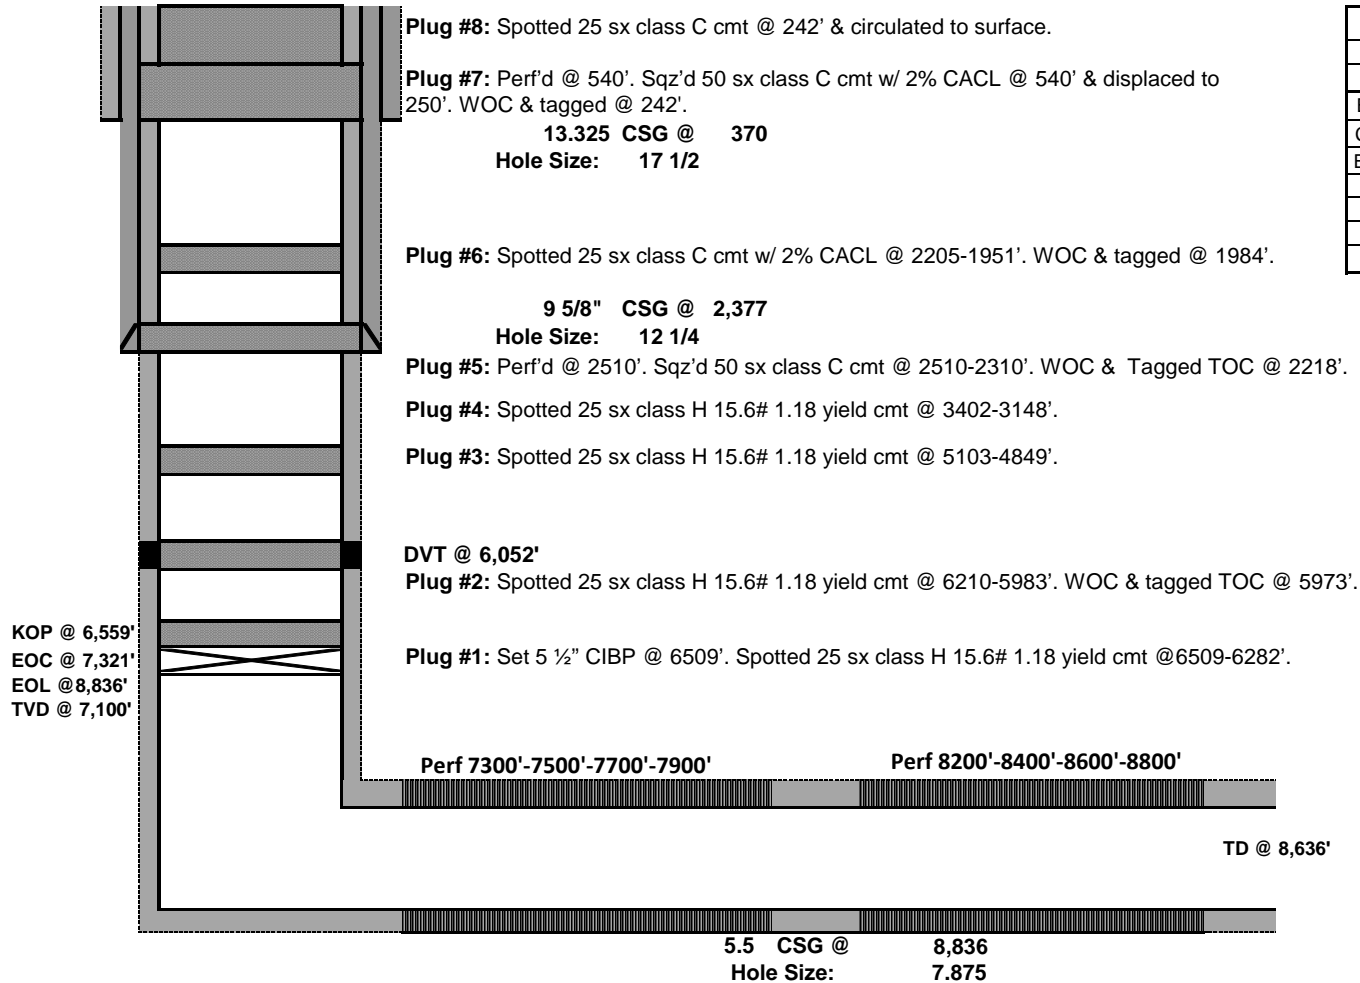 Plug #8: Spotted 25 sx class C cmt @ 242’ & circulated to surface.
Plug #7: Perf’d @ 540’. Sqz’d 50 sx class C cmt w/ 2% CACL @ 540’ & displaced to
250’. WOC & tagged @ 242'.
13.325 CSG @ 370
Hole Size: 17 1/2
Plug #6: Spotted 25 sx class C cmt w/ 2% CACL @ 2205-1951’. WOC & tagged @ 1984’.
9 5/8" CSG @ 2,377
Hole Size: 12 1/4
Plug #5: Perf’d @ 2510’. Sqz’d 50 sx class C cmt @ 2510-2310’. WOC & Tagged TOC @ 2218’.
Plug #4: Spotted 25 sx class H 15.6# 1.18 yield cmt @ 3402-3148’.
Plug #3: Spotted 25 sx class H 15.6# 1.18 yield cmt @ 5103-4849’.
DVT @ 6,052'
Plug #2: Spotted 25 sx class H 15.6# 1.18 yield cmt @ 6210-5983’. WOC & tagged TOC @ 5973’.
KOP @ 6,559'
EOC @ 7,321'
EOL @8,836'
TVD @ 7,100'
Plug #1: Set 5 ½” CIBP @ 6509’. Spotted 25 sx class H 15.6# 1.18 yield cmt @6509-6282’.
Perf 7300'-7500'-7700'-7900'
Perf 8200'-8400'-8600'-8800'
TD @ 8,636'
5.5 CSG @ 8,836
Hole Size: 7.875